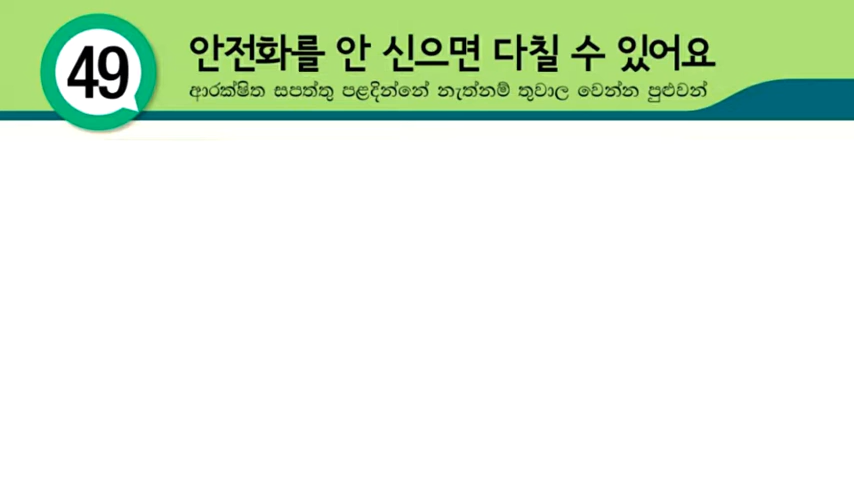 49
안전화를 안 신으면 다칠 수 있어요
ආරක්ෂිත සපත්තු පළදින්නේ නැත්නම් තුවාල වෙන්න පුළුවන්